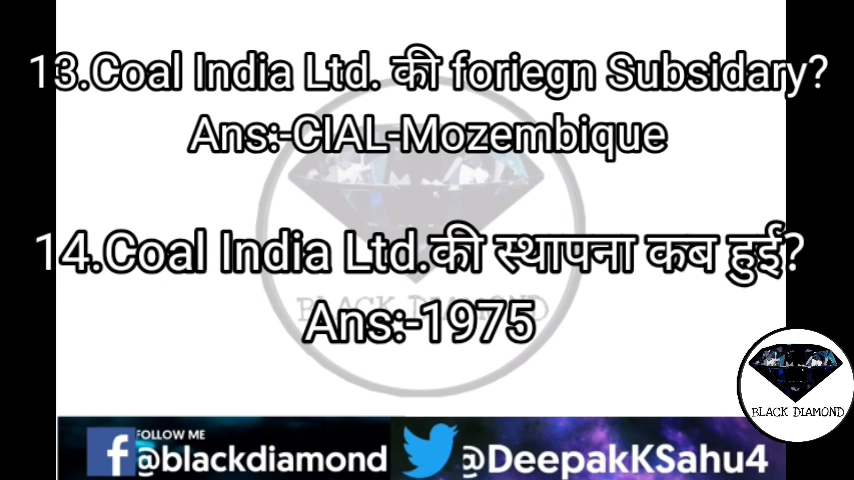 13.Coal India Ltd. की foriegn Subsidary?
Ans:-CIAL-Mozembique
14.Coal India Ltd.की स्थापना कब हुई?
Ans:-1975
BLACK DIAMOND
BLACK DIAMOND
FOLLOW ME
@blackdiamond
@DeepakKSahu4